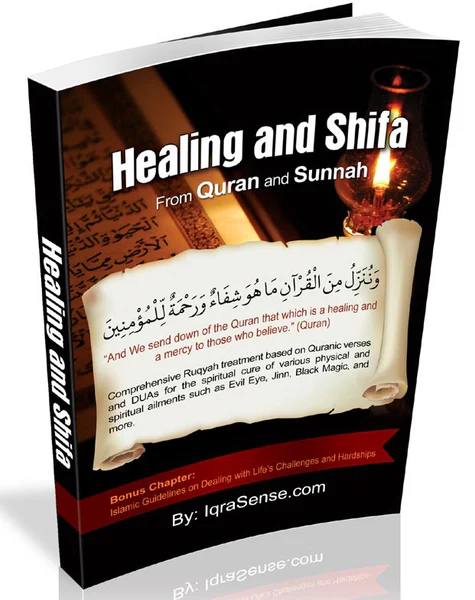 Healing and Shifa
From Quran and Sunnah
وَنُنَزِّلُ مِنَ الْقُرْآنِ مَا هُوَ شِفَاءٌ وَرَحْمَةٌ لِّلْمُؤْمِنِينَ
“And We send down of the Quran that which is a healing and
a mercy to those who believe.” (Quran)
Comprehensive Ruqyah treatment based on Quranic verses
and DUAs for the spiritual cure of various physical and
spiritual ailments such as Evil Eye, Jinn, Black Magic, and
more.
Bonus Chapter:
Islamic Guidelines on Dealing with Life's Challenges and Hardships
By: IqraSense.com
Healing and Shifa